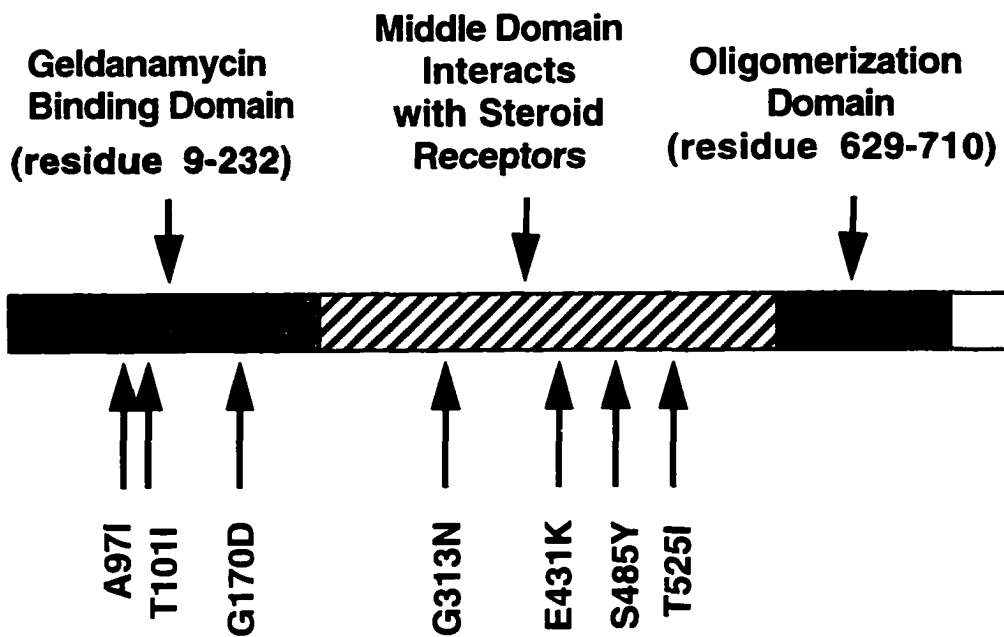 Geldanamycin
Binding Domain
(residue 9-232)
Middle Domain
Interacts
with Steroid
Receptors
Oligomerization
Domain
(residue 629-710)
A97I
T101I
G170D
G313N
E431K
S485Y
T525I